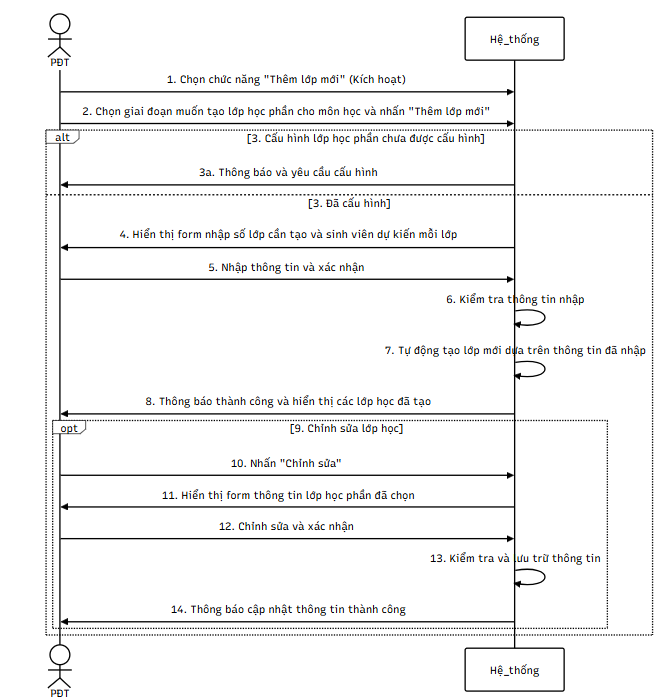 PĐT
Hệ_thống
1. Chọn chức năng "Thêm lớp mới" (Kích hoạt)
2. Chọn giai đoạn muốn tạo lớp học phần cho môn học và nhấn "Thêm lớp mới"
alt
[3. Cấu hình lớp học phần chưa được cấu hình]
3a. Thông báo và yêu cầu cấu hình
[3. Đã cấu hình]
4. Hiển thị form nhập số lớp cần tạo và sinh viên dự kiến mỗi lớp
5. Nhập thông tin và xác nhận
6. Kiểm tra thông tin nhập
7. Tự động tạo lớp mới dựa trên thông tin đã nhập
8. Thông báo thành công và hiển thị các lớp học đã tạo
opt
[9. Chỉnh sửa lớp học]
10. Nhấn "Chỉnh sửa"
11. Hiển thị form thông tin lớp học phần đã chọn
12. Chỉnh sửa và xác nhận
13. Kiểm tra và lưu trữ thông tin
14. Thông báo cập nhật thông tin thành công
PĐT
Hệ_thống